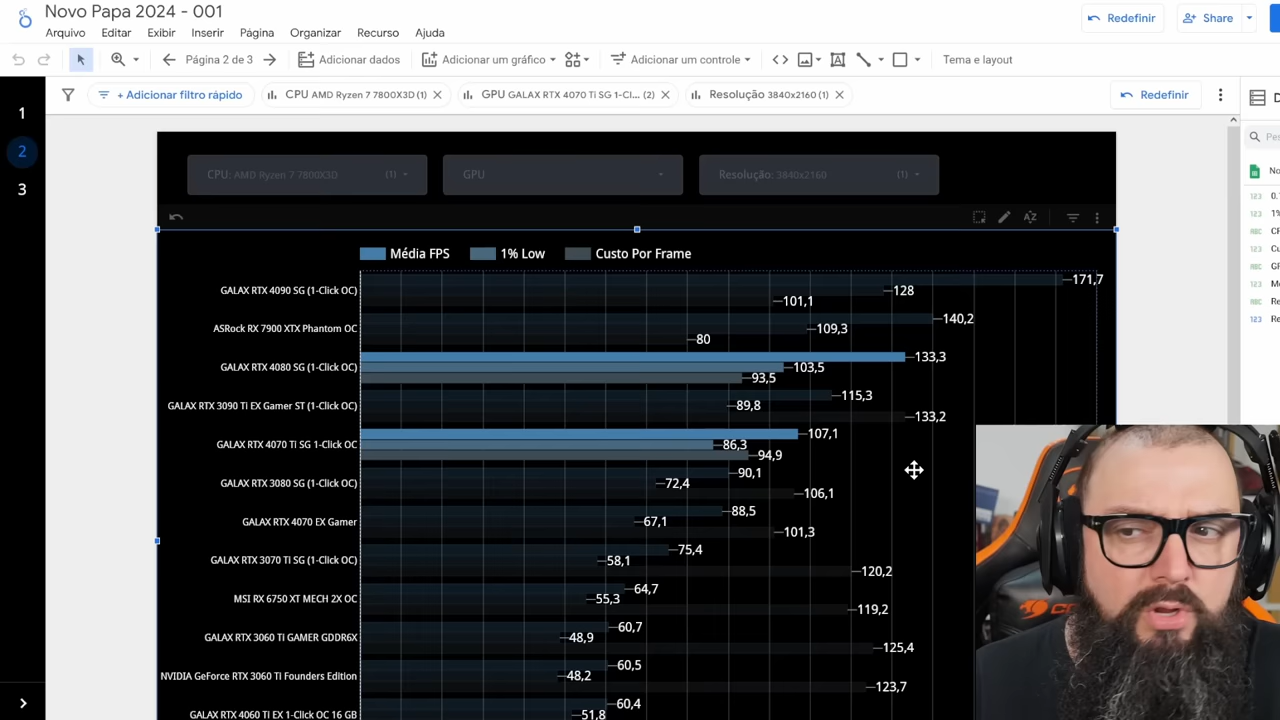 Novo Papa 2024 - 001
Arquivo Editar Exibir Inserir Página Organizar Recurso Ajuda
Redefinir Share
Página 2 de 3 Adicionar dados Adicionar um gráfico Adicionar um controle Tema e layout
+ Adicionar filtro rápido CPU AMD Ryzen 7 7800X3D (1) GPU GALAX RTX 4070 Ti SG 1-Cl... (2) Resolução 3840x2160 (1) Redefinir
1
2
3
CPU: AMD Ryzen 7 7800X3D (1) GPU Resolução: 3840x2160 (1)
Média FPS 1% Low Custo Por Frame
GALAX RTX 4090 SG (1-Click OC) 171,7
128
101,1
ASRock RX 7900 XTX Phantom OC 140,2
109,3
80
GALAX RTX 4080 SG (1-Click OC) 133,3
103,5
93,5
GALAX RTX 3090 TI EX Gamer ST (1-Click OC) 115,3
89,8
133,2
GALAX RTX 4070 TI SG 1-Click OC 107,1
86,3
94,9
GALAX RTX 3080 SG (1-Click OC) 90,1
72,4
106,1
GALAX RTX 4070 EX Gamer 88,5
67,1
101,3
GALAX RTX 3070 TI SG (1-Click OC) 75,4
58,1
120,2
MSI RX 6750 XT MECH 2X OC 64,7
55,3
119,2
GALAX RTX 3060 TI GAMER GDDR6X 60,7
48,9
125,4
NVIDIA GeForce RTX 3060 TI Founders Edition 60,5
48,2
123,7
GALAX RTX 4060 TI EX 1-Click OC 16 GB 60,4
51,8